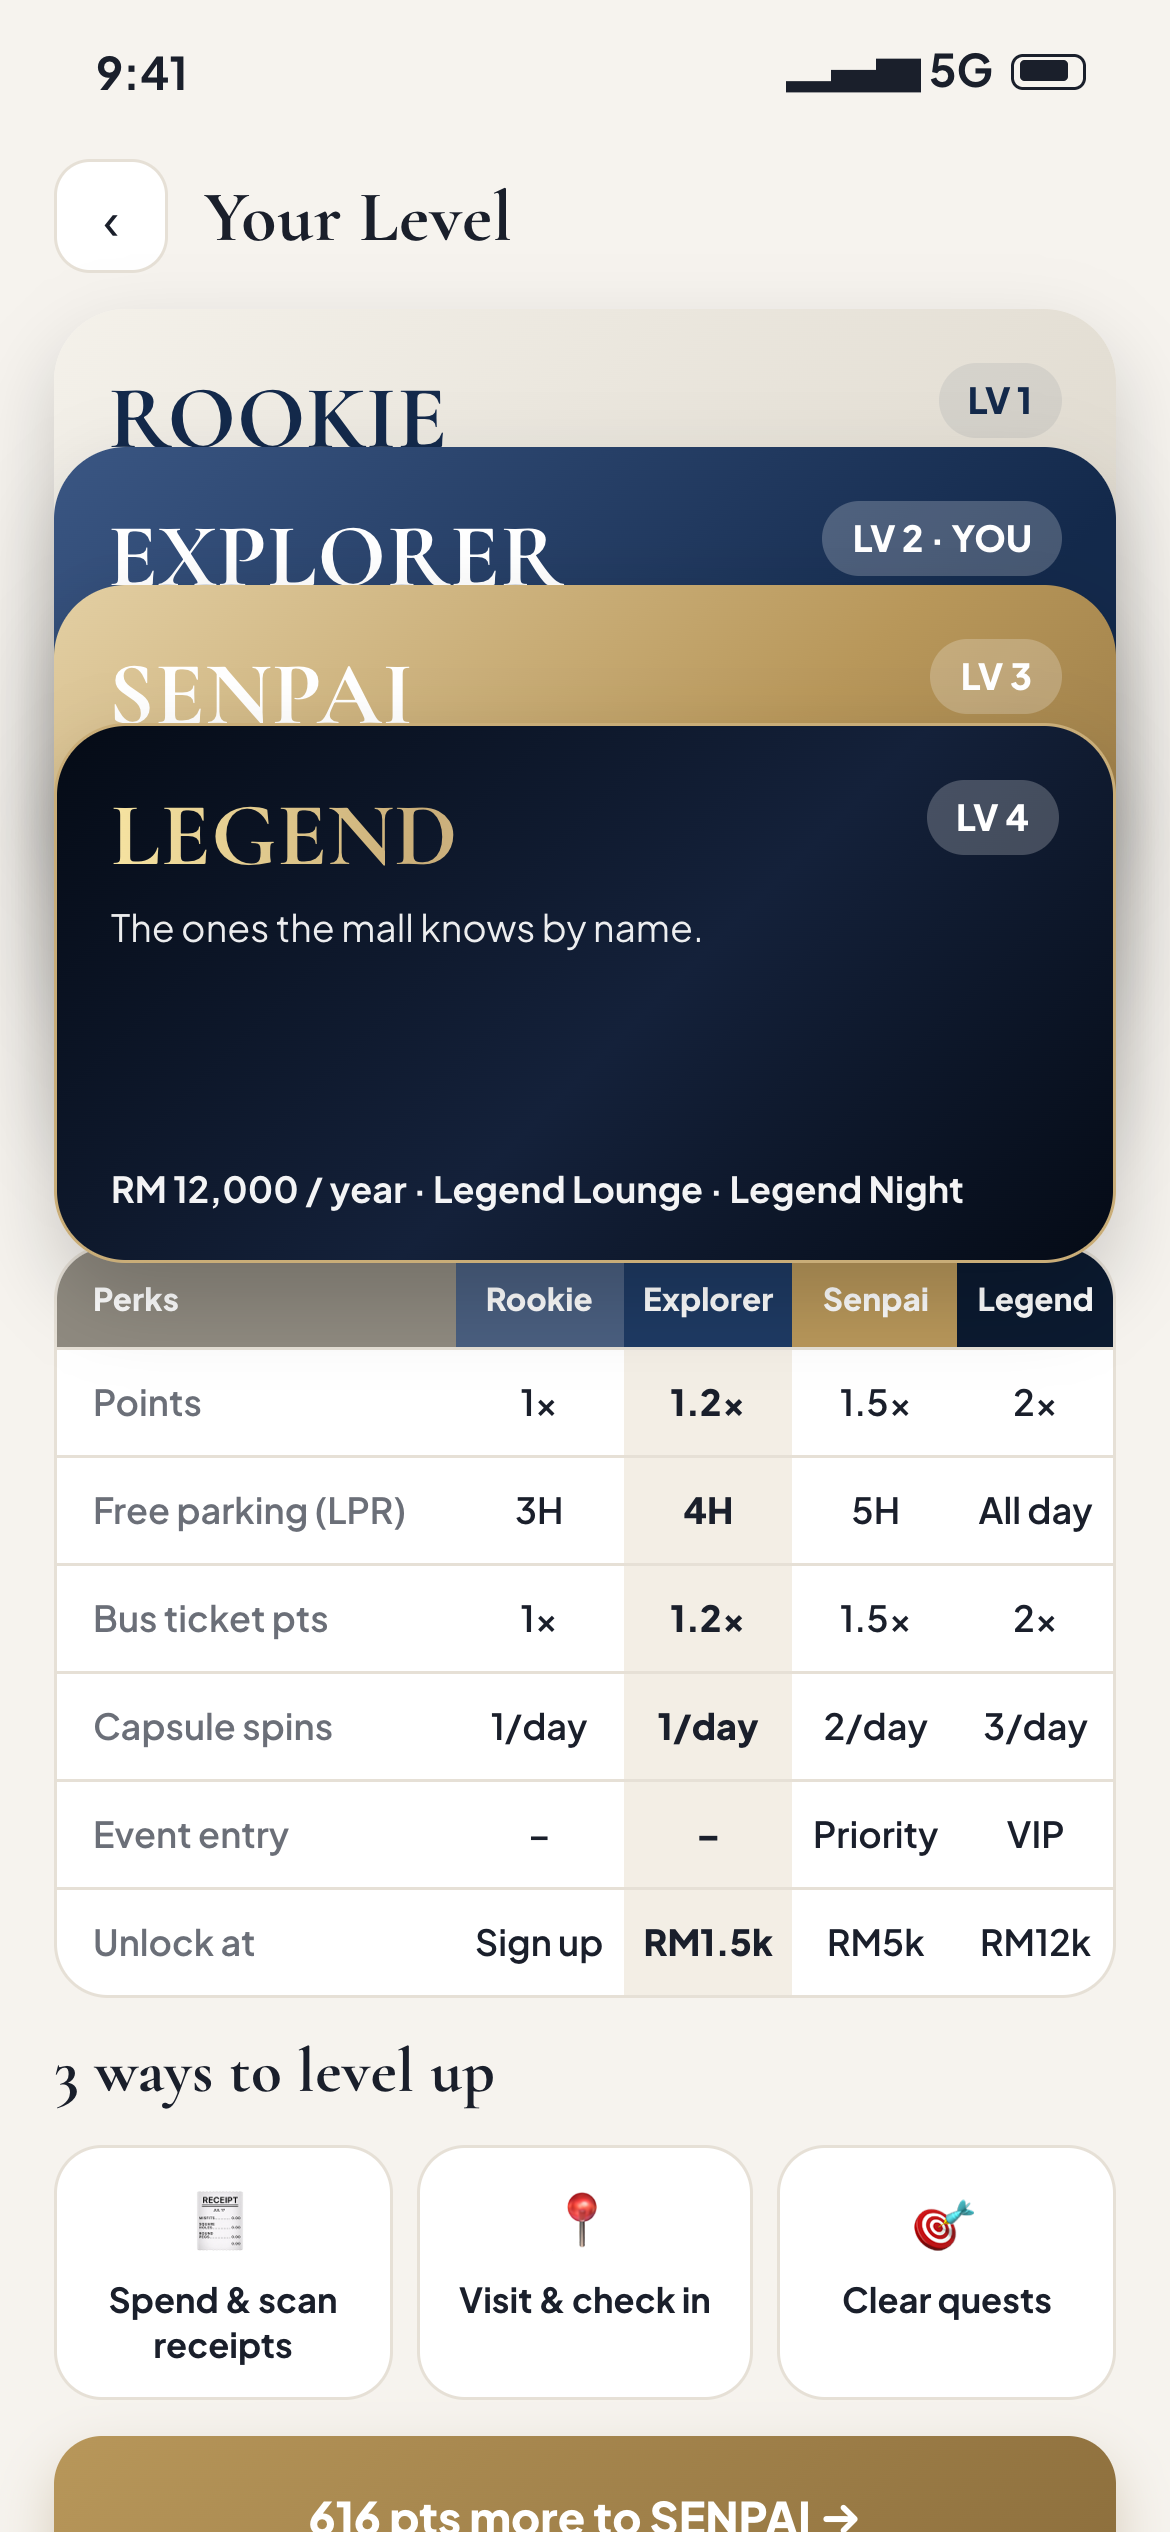 9:41
5G
‹
Your Level
ROOKIE
LV 1
EXPLORER
LV 2 · YOU
SENPAI
LV 3
LEGEND
LV 4
The ones the mall knows by name.
RM 12,000 / year · Legend Lounge · Legend Night
Perks Rookie Explorer Senpai Legend
Points 1× 1.2× 1.5× 2×
Free parking (LPR) 3H 4H 5H All day
Bus ticket pts 1× 1.2× 1.5× 2×
Capsule spins 1/day 1/day 2/day 3/day
Event entry – – Priority VIP
Unlock at Sign up RM1.5k RM5k RM12k
3 ways to level up
RECEIPT
Spend & scan
receipts
Visit & check in
Clear quests
616 pts more to SENPAI →